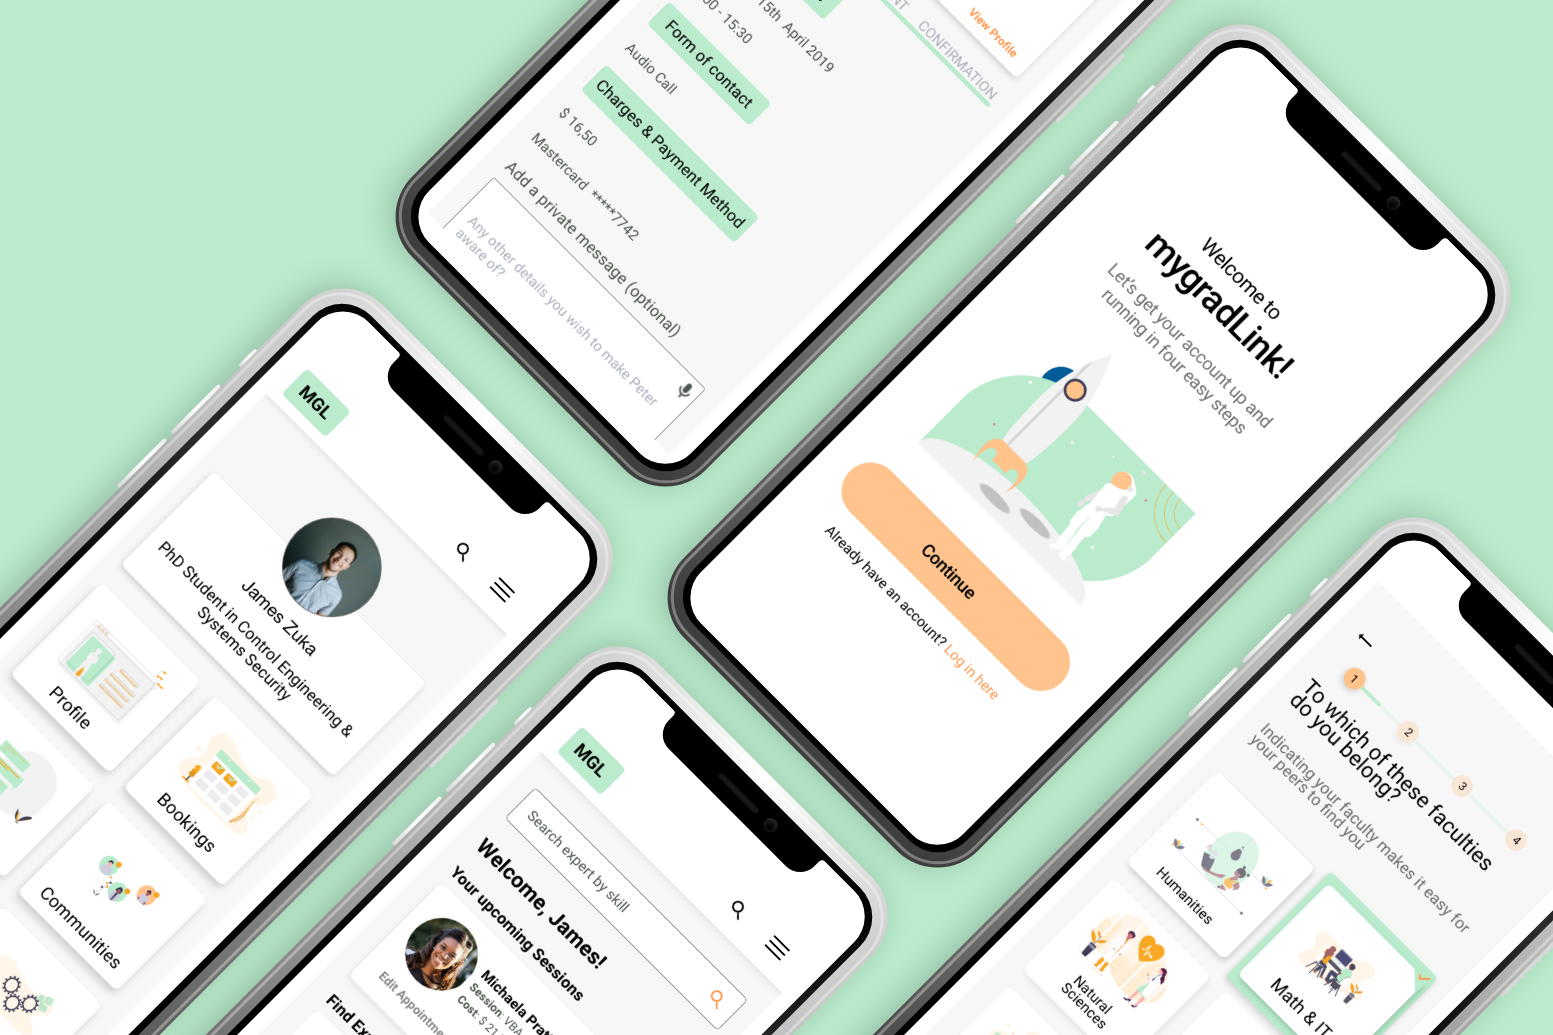 15th April 2019
00 - 15:30
Form of contact
Audio Call
Charges & Payment Method
$ 16,50
Mastercard *****7742
Add a private message (optional)
Any other details you wish to make Peter
aware of?
CONFIRMATION
View Profile
Welcome to
mygradLink!
Let's get your account up and
running in four easy steps
Continue
Already have an account? Log in here
MGL
James Zuka
PhD Student in Control Engineering &
Systems Security
Profile
Bookings
Communities
MGL
Search expert by skill
Welcome, James!
Your upcoming Sessions
Michaela Prat
Session: VBA
Cost: $ 21
Edit Appointme
Find Ex
1
2
3
4
To which of these faculties
do you belong?
Indicating your faculty makes it easy for
your peers to find you
Humanities
Natural
Sciences
Math & IT